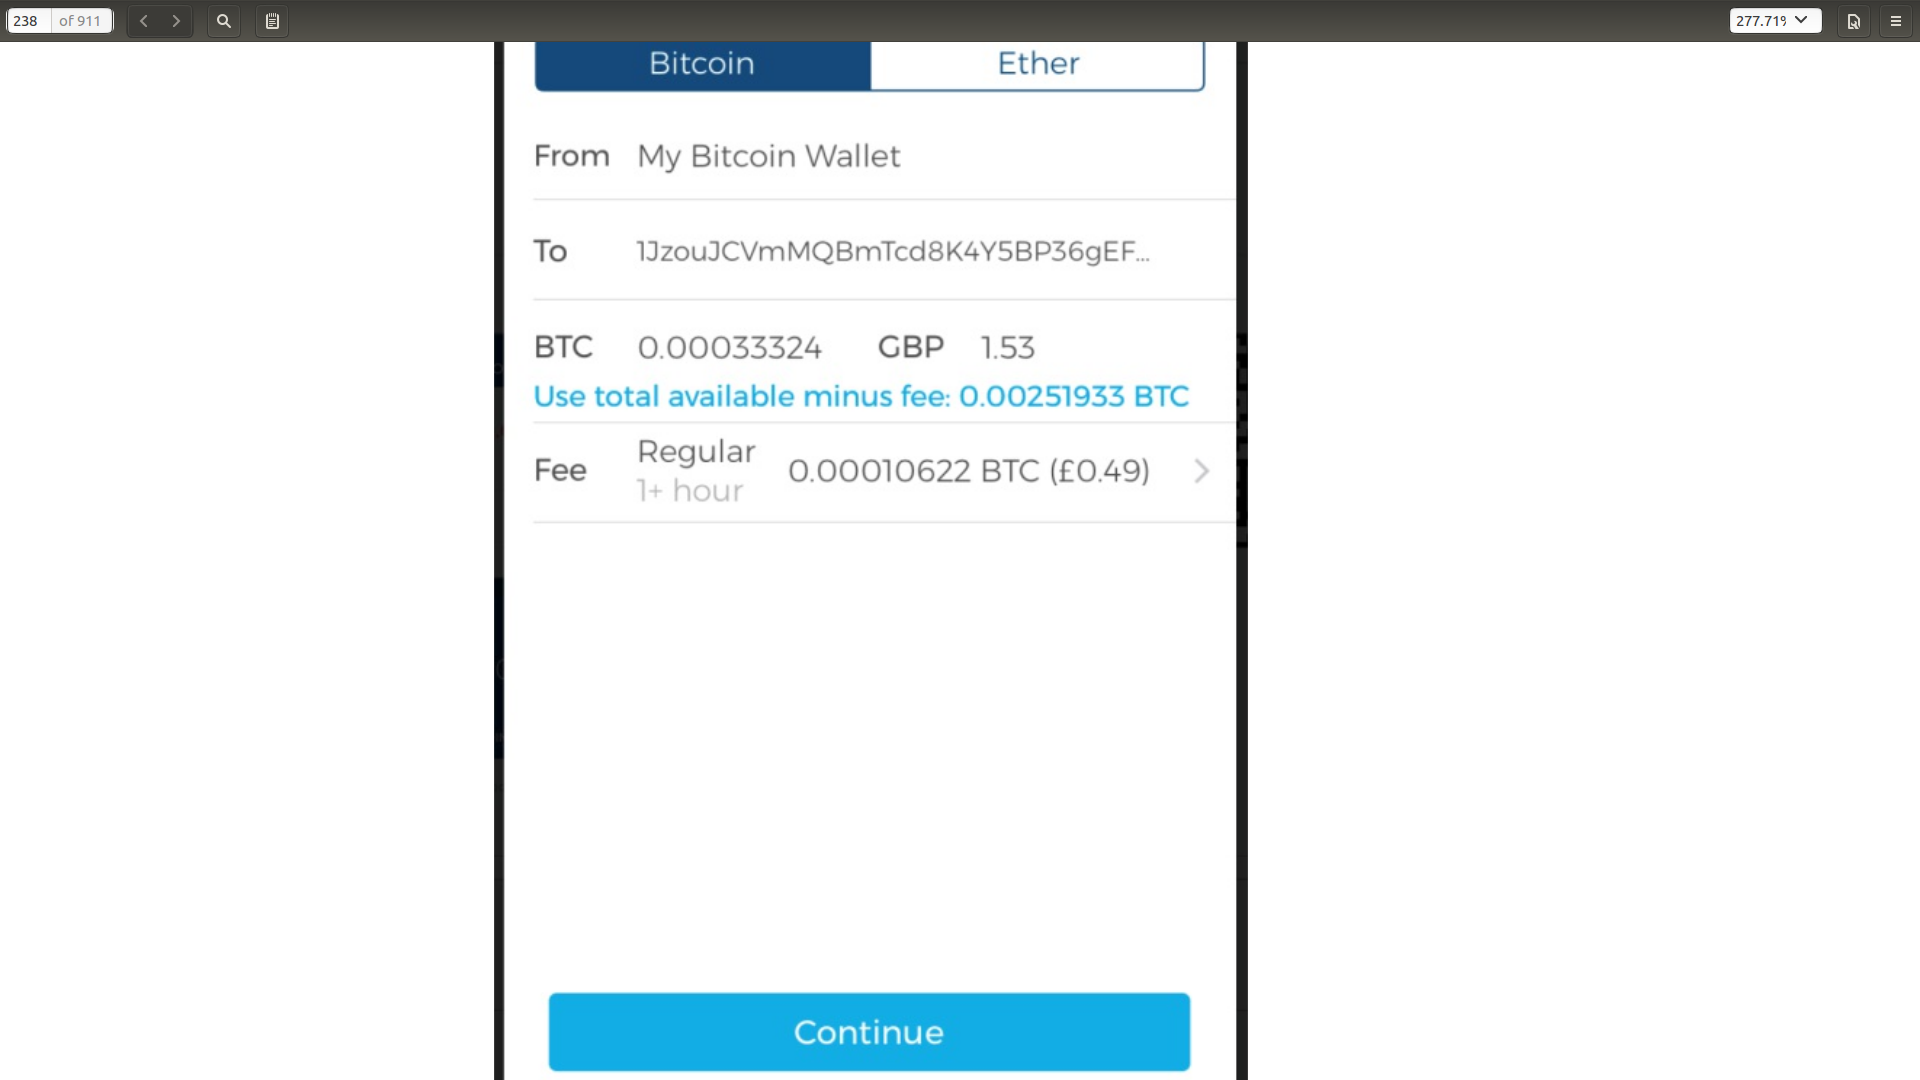 238 of 911 277.71%
Bitcoin Ether
From My Bitcoin Wallet
To 1JzouJCVmMQBmTcd8K4Y5BP36gEF...
BTC 0.00033324 GBP 1.53
Use total available minus fee: 0.00251933 BTC
Fee Regular 0.00010622 BTC (£0.49)
1+ hour
Continue